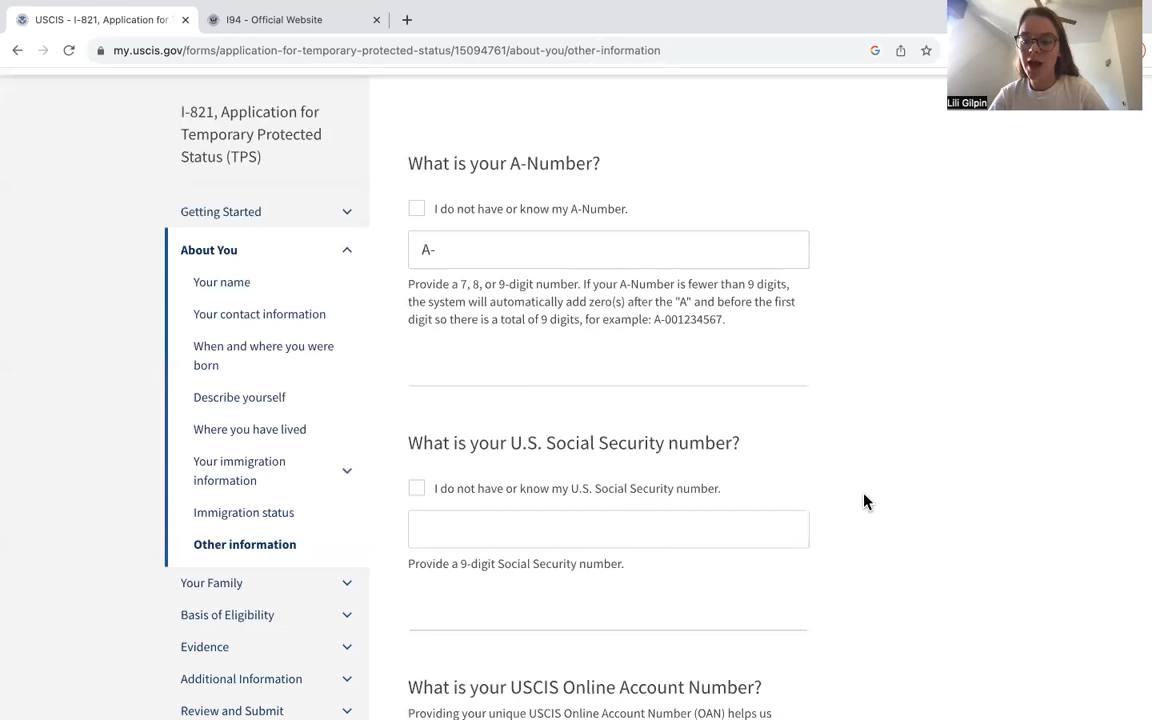 USCIS - I-821, Application for
I94 - Official Website
my.uscis.gov/forms/application-for-temporary-protected-status/15094761/about-you/other-information
Lili Gilpin
I-821, Application for
Temporary Protected
Status (TPS)
Getting Started
About You
Your name
Your contact information
When and where you were
born
Describe yourself
Where you have lived
Your immigration
information
Immigration status
Other information
Your Family
Basis of Eligibility
Evidence
Additional Information
Review and Submit
What is your A-Number?
I do not have or know my A-Number.
A-
Provide a 7, 8, or 9-digit number. If your A-Number is fewer than 9 digits,
the system will automatically add zero(s) after the "A" and before the first
digit so there is a total of 9 digits, for example: A-001234567.
What is your U.S. Social Security number?
I do not have or know my U.S. Social Security number.
Provide a 9-digit Social Security number.
What is your USCIS Online Account Number?
Providing your unique USCIS Online Account Number (OAN) helps us